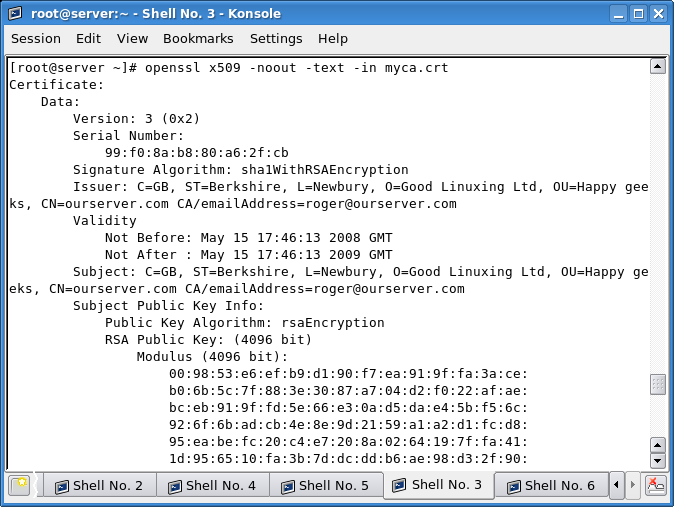 root@server:~ - Shell No. 3 - Konsole
Session Edit View Bookmarks Settings Help
[root@server ~]# openssl x509 -noout -text -in myca.crt
Certificate:
    Data:
        Version: 3 (0x2)
        Serial Number:
            99:f0:8a:b8:80:a6:2f:cb
        Signature Algorithm: sha1WithRSAEncryption
        Issuer: C=GB, ST=Berkshire, L=Newbury, O=Good Linuxing Ltd, OU=Happy gee
ks, CN=ourserver.com CA/emailAddress=roger@ourserver.com
        Validity
            Not Before: May 15 17:46:13 2008 GMT
            Not After : May 15 17:46:13 2009 GMT
        Subject: C=GB, ST=Berkshire, L=Newbury, O=Good Linuxing Ltd, OU=Happy ge
eks, CN=ourserver.com CA/emailAddress=roger@ourserver.com
        Subject Public Key Info:
            Public Key Algorithm: rsaEncryption
            RSA Public Key: (4096 bit)
                Modulus (4096 bit):
                    00:98:53:e6:ef:b9:d1:90:f7:ea:91:9f:fa:3a:ce:
                    b0:6b:5c:7f:88:3e:30:87:a7:04:d2:f0:22:af:ae:
                    bc:eb:91:9f:fd:5e:66:e3:0a:d5:da:e4:5b:f5:6c:
                    92:6f:6b:ad:cb:4e:8e:9d:21:59:a1:a2:d1:fc:d8:
                    95:ea:be:fc:20:c4:e7:20:8a:02:64:19:7f:fa:41:
                    1d:95:65:10:fa:3b:7d:dc:dd:b6:ae:98:d3:2f:90:
Shell No. 2 Shell No. 4 Shell No. 5 Shell No. 3 Shell No. 6